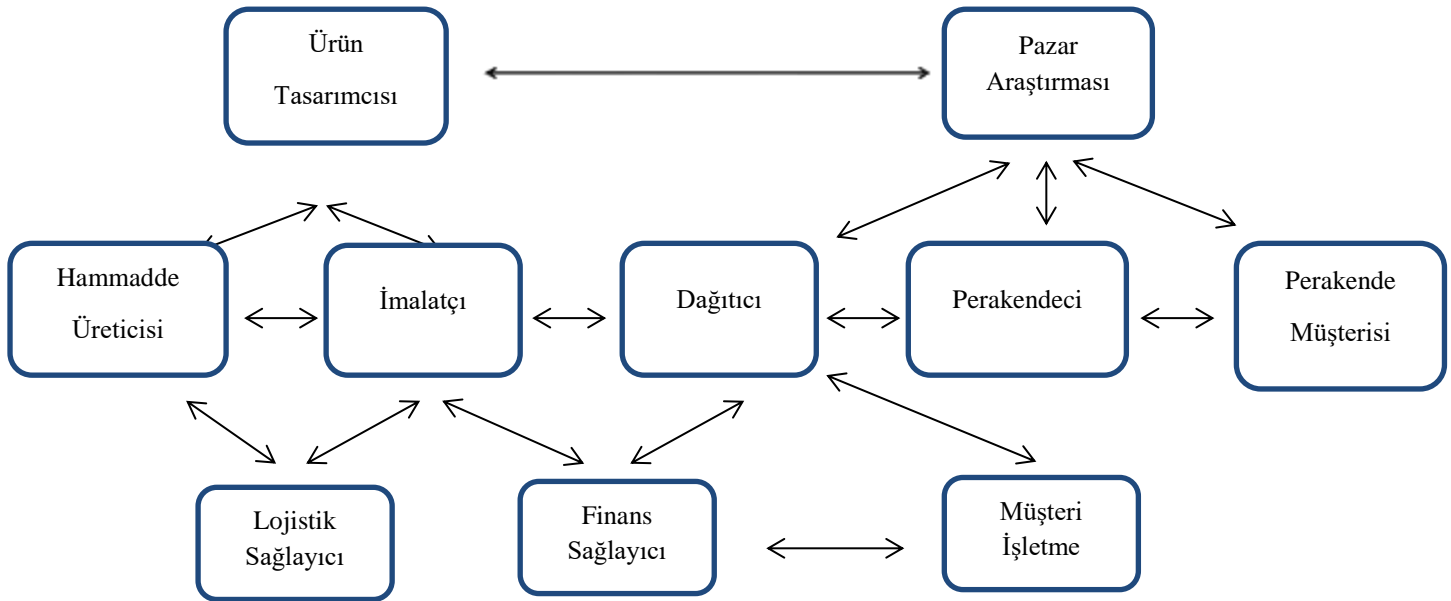 Ürün
Tasarımcısı
Pazar
Araştırması
Hammadde
Üreticisi
İmalatçı
Dağıtıcı
Perakendeci
Perakende
Müşterisi
Lojistik
Sağlayıcı
Finans
Sağlayıcı
Müşteri
İşletme